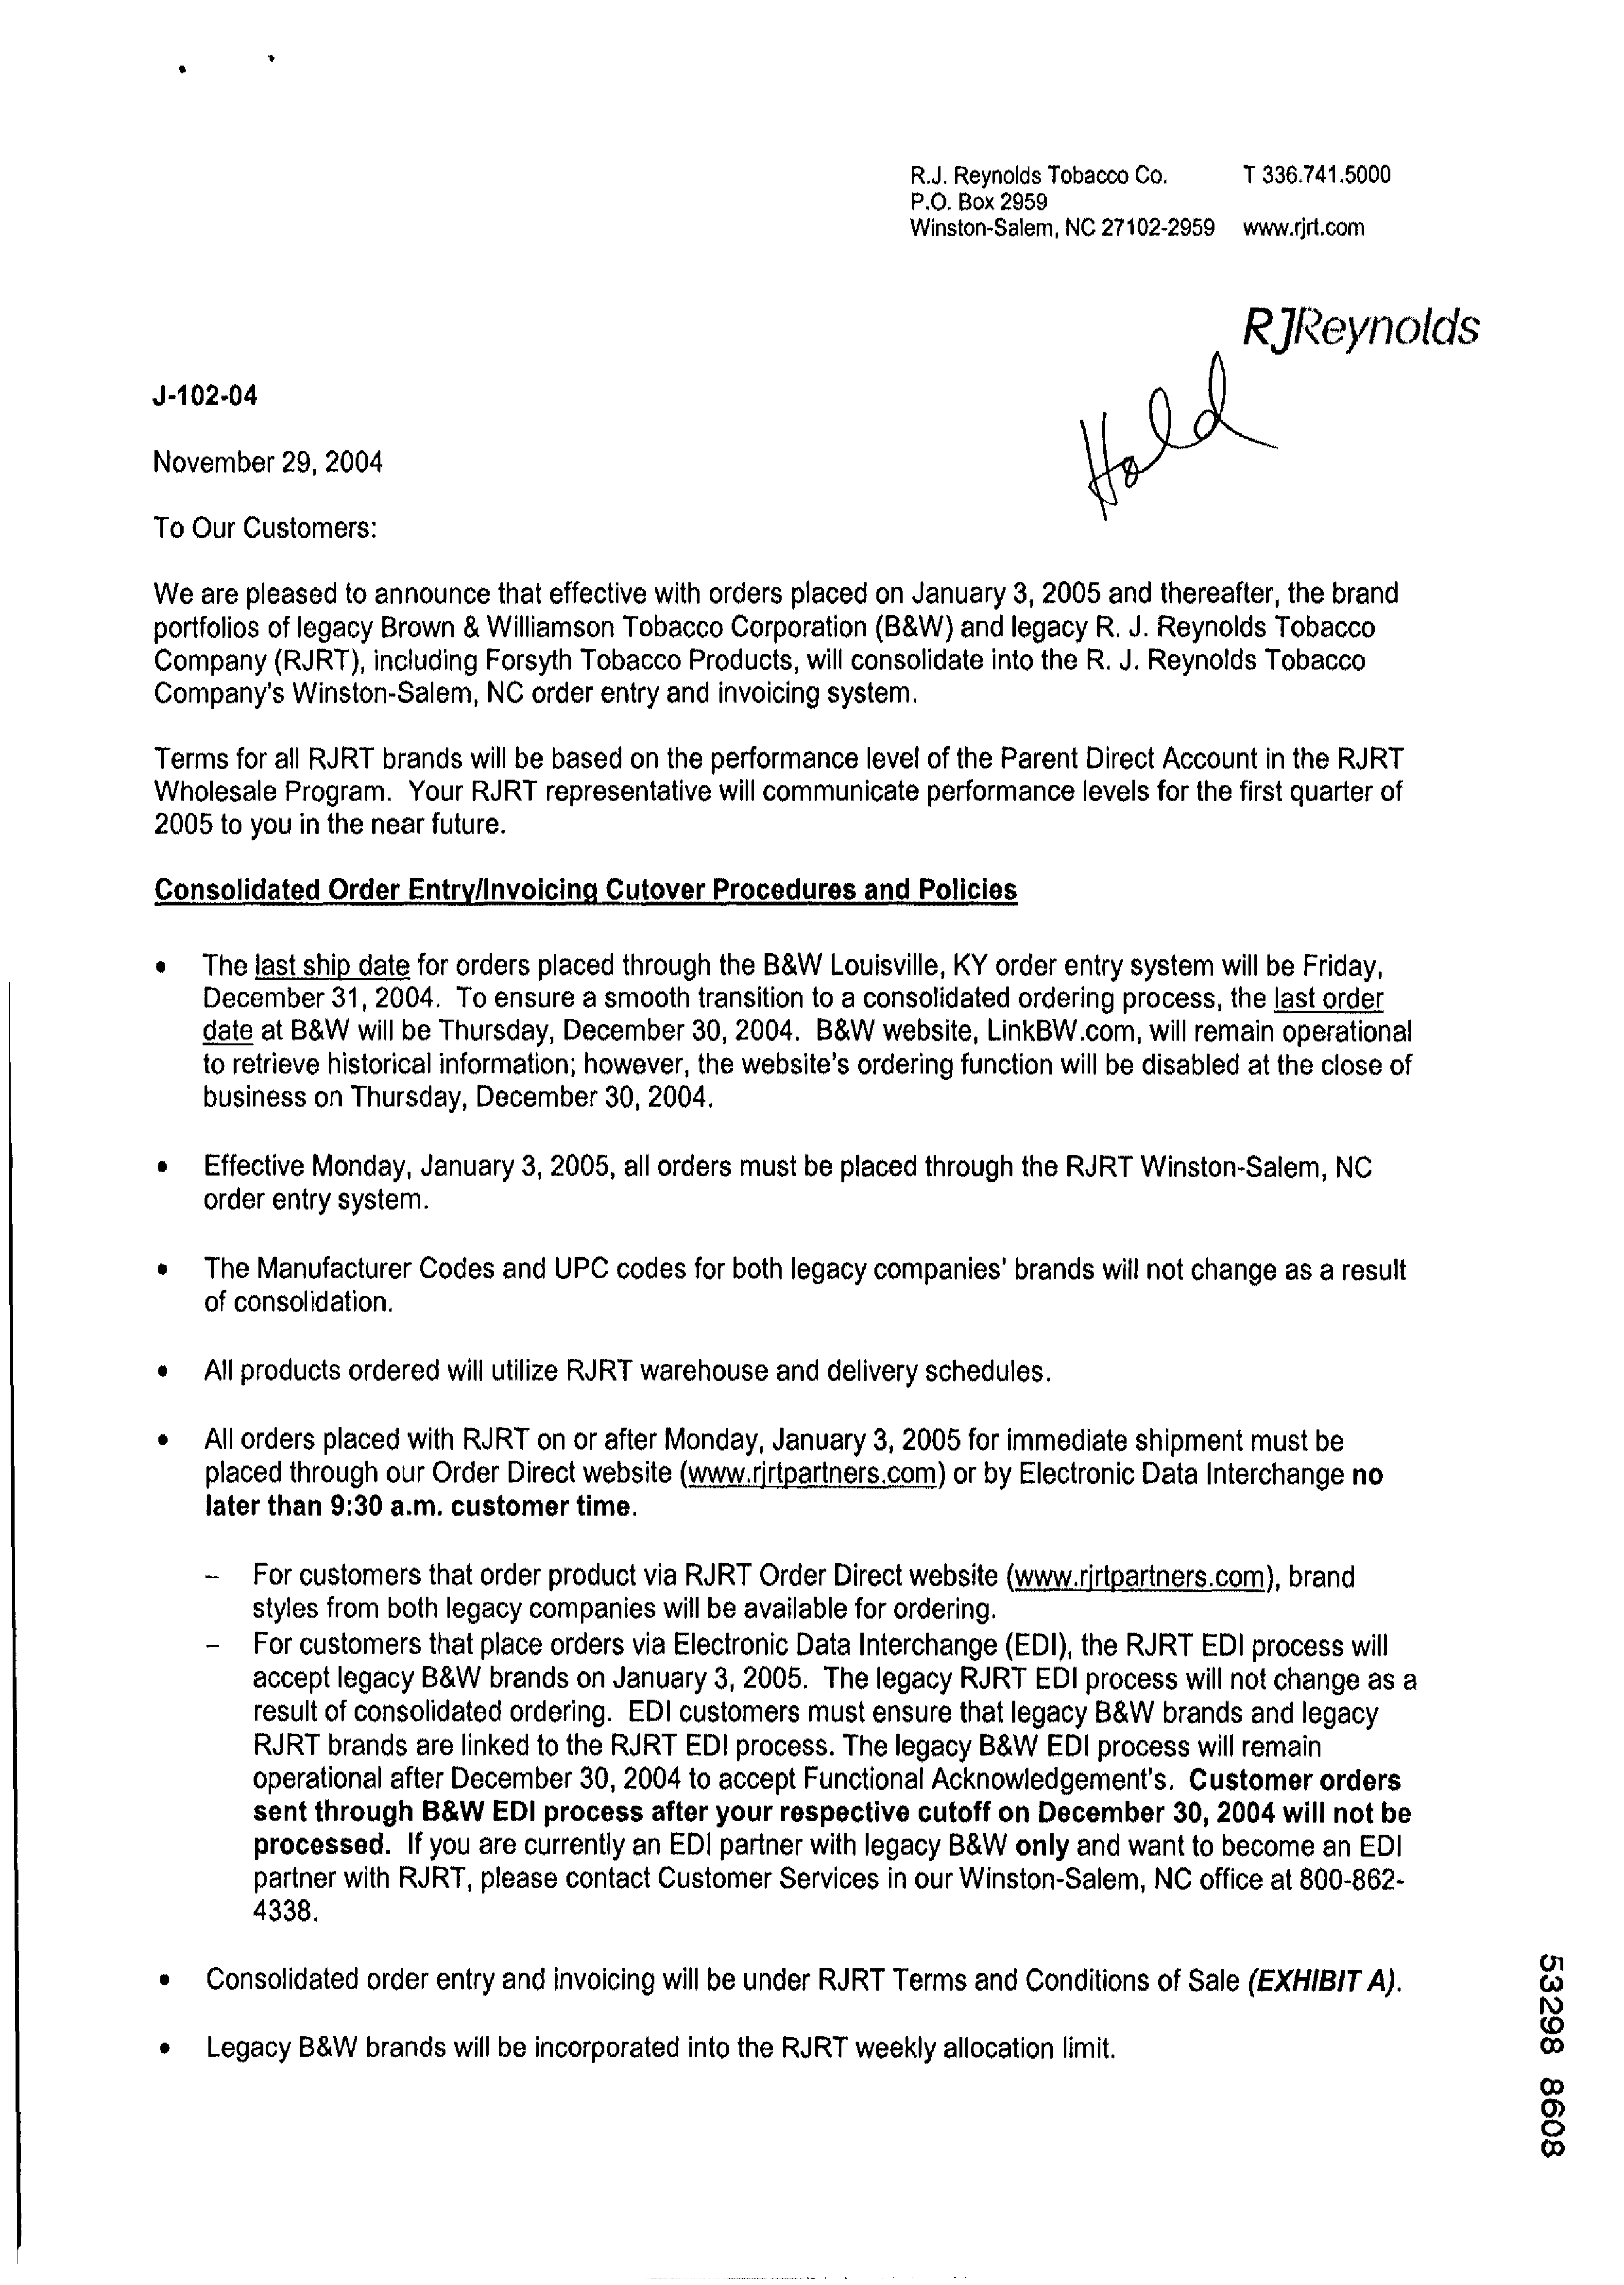 R.J. Reynolds Tobacco Co. T 336.741.5000
P.O. Box 2959
Winston-Salem, NC 27102-2959 www.rjrt.com
RJReynolds
Hold
J-102-04
November 29, 2004
To Our Customers:
We are pleased to announce that effective with orders placed on January 3, 2005 and thereafter, the brand
portfolios of legacy Brown & Williamson Tobacco Corporation (B&W) and legacy R. J. Reynolds Tobacco
Company (RJRT), including Forsyth Tobacco Products, will consolidate into the R. J. Reynolds Tobacco
Company's Winston-Salem, NC order entry and invoicing system.
Terms for all RJRT brands will be based on the performance level of the Parent Direct Account in the RJRT
Wholesale Program. Your RJRT representative will communicate performance levels for the first quarter of
2005 to you in the near future.
Consolidated Order Entry/Invoicing Cutover Procedures and Policies
• The last ship date for orders placed through the B&W Louisville, KY order entry system will be Friday,
December 31, 2004. To ensure a smooth transition to a consolidated ordering process, the last order
date at B&W will be Thursday, December 30, 2004. B&W website, LinkBW.com, will remain operational
to retrieve historical information; however, the website's ordering function will be disabled at the close of
business on Thursday, December 30, 2004.
• Effective Monday, January 3, 2005, all orders must be placed through the RJRT Winston-Salem, NC
order entry system.
• The Manufacturer Codes and UPC codes for both legacy companies' brands will not change as a result
of consolidation.
• All products ordered will utilize RJRT warehouse and delivery schedules.
• All orders placed with RJRT on or after Monday, January 3, 2005 for immediate shipment must be
placed through our Order Direct website (www.rjrtpartners.com) or by Electronic Data Interchange no
later than 9:30 a.m. customer time.
– For customers that order product via RJRT Order Direct website (www.rjrtpartners.com), brand
styles from both legacy companies will be available for ordering.
– For customers that place orders via Electronic Data Interchange (EDI), the RJRT EDI process will
accept legacy B&W brands on January 3, 2005. The legacy RJRT EDI process will not change as a
result of consolidated ordering. EDI customers must ensure that legacy B&W brands and legacy
RJRT brands are linked to the RJRT EDI process. The legacy B&W EDI process will remain
operational after December 30, 2004 to accept Functional Acknowledgement's. Customer orders
sent through B&W EDI process after your respective cutoff on December 30, 2004 will not be
processed. If you are currently an EDI partner with legacy B&W only and want to become an EDI
partner with RJRT, please contact Customer Services in our Winston-Salem, NC office at 800-862-
4338.
• Consolidated order entry and invoicing will be under RJRT Terms and Conditions of Sale (EXHIBIT A).
• Legacy B&W brands will be incorporated into the RJRT weekly allocation limit.
53298 8608